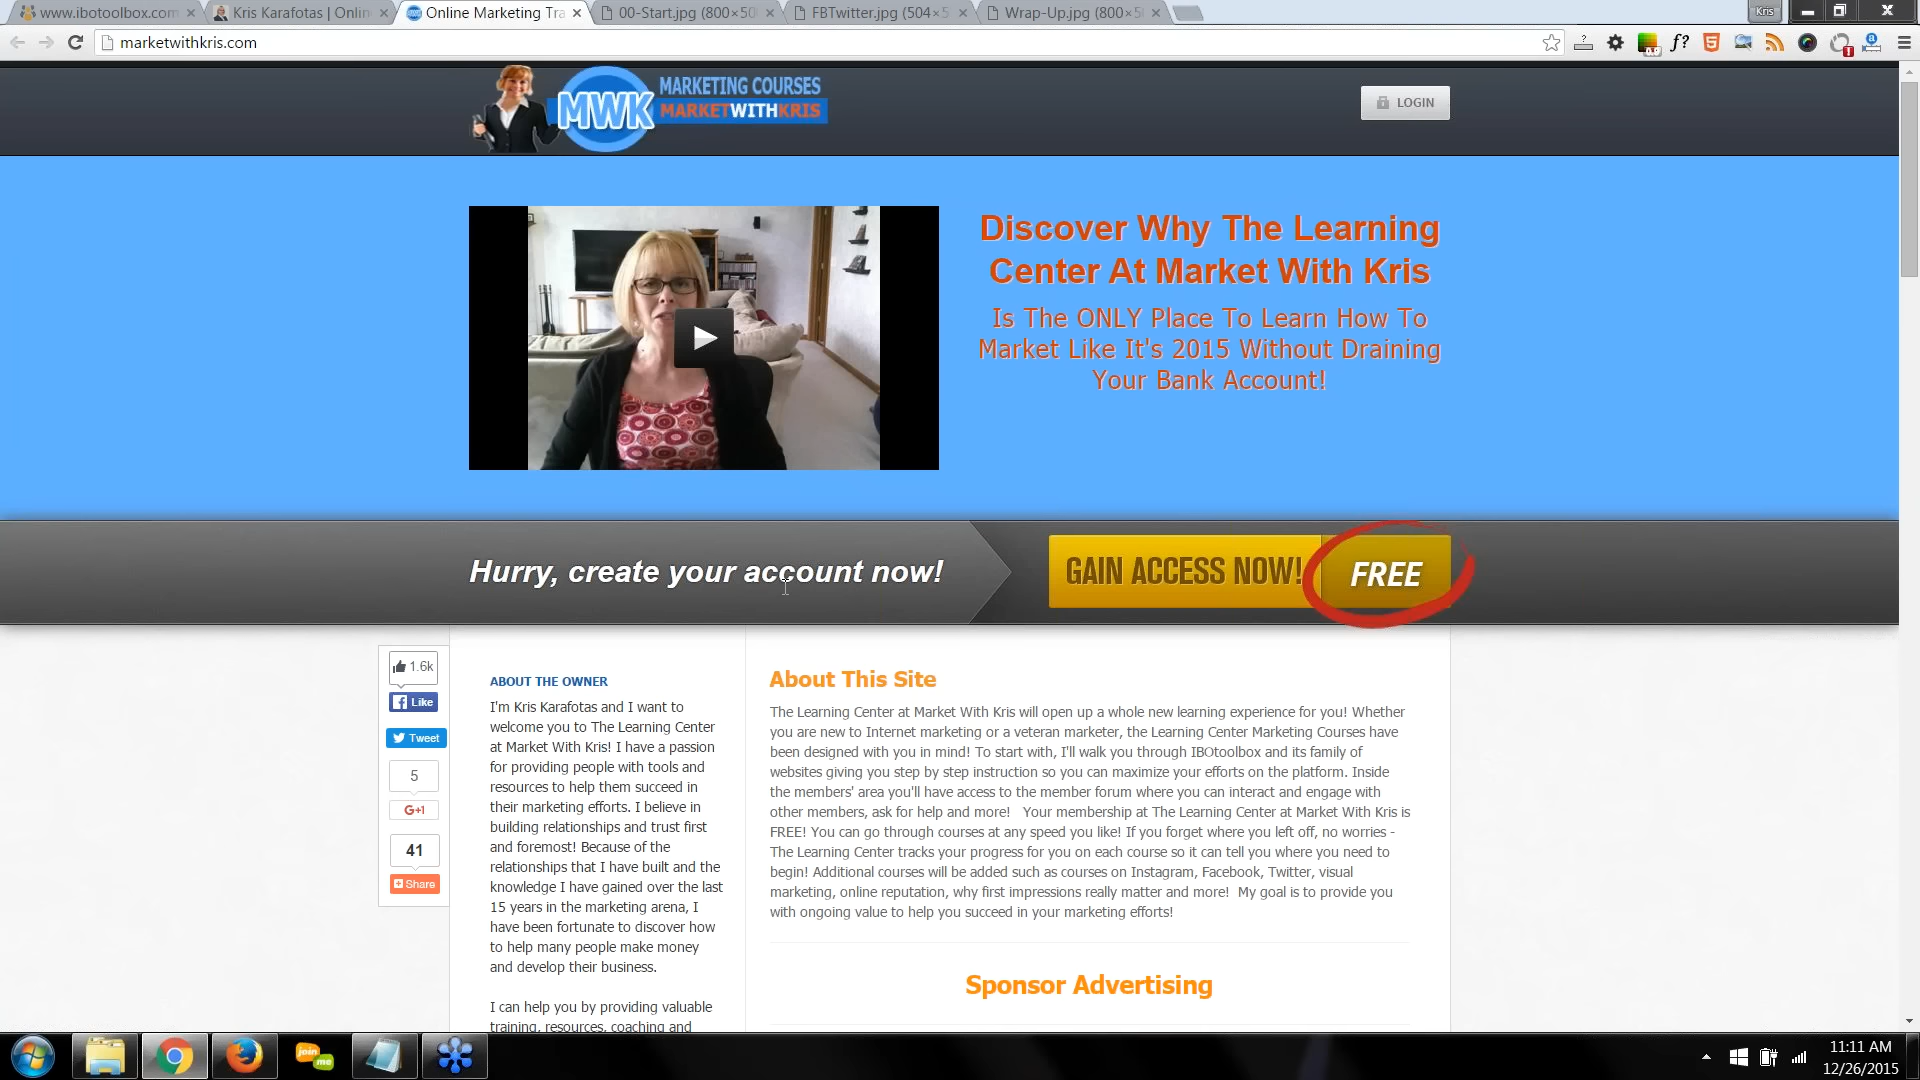 www.ibotoolbox.com
Kris Karafotas | Onlin
Online Marketing Tra
00-Start.jpg (800×50
FBTwitter.jpg (504×5
Wrap-Up.jpg (800×5
Kris
marketwithkris.com
MWK
MARKETING COURSES
MARKETWITHKRIS
LOGIN
Discover Why The Learning
Center At Market With Kris
Is The ONLY Place To Learn How To
Market Like It's 2015 Without Draining
Your Bank Account!
Hurry, create your account now!
GAIN ACCESS NOW!
FREE
1.6k
Like
Tweet
5
G+1
41
Share
ABOUT THE OWNER
I'm Kris Karafotas and I want to
welcome you to The Learning Center
at Market With Kris! I have a passion
for providing people with tools and
resources to help them succeed in
their marketing efforts. I believe in
building relationships and trust first
and foremost! Because of the
relationships that I have built and the
knowledge I have gained over the last
15 years in the marketing arena, I
have been fortunate to discover how
to help many people make money
and develop their business.
I can help you by providing valuable
training, resources, coaching and
About This Site
The Learning Center at Market With Kris will open up a whole new learning experience for you! Whether
you are new to Internet marketing or a veteran marketer, the Learning Center Marketing Courses have
been designed with you in mind! To start with, I'll walk you through IBOtoolbox and its family of
websites giving you step by step instruction so you can maximize your efforts on the platform. Inside
the members' area you'll have access to the member forum where you can interact and engage with
other members, ask for help and more! Your membership at The Learning Center at Market With Kris is
FREE! You can go through courses at any speed you like! If you forget where you left off, no worries -
The Learning Center tracks your progress for you on each course so it can tell you where you need to
begin! Additional courses will be added such as courses on Instagram, Facebook, Twitter, visual
marketing, online reputation, why first impressions really matter and more! My goal is to provide you
with ongoing value to help you succeed in your marketing efforts!
Sponsor Advertising
join
me
11:11 AM
12/26/2015